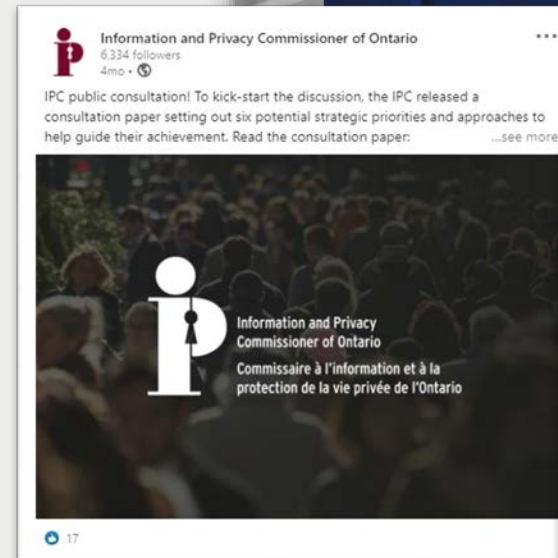 Information and Privacy Commissioner of Ontario
6,334 followers
4mo •
IPC public consultation! To kick-start the discussion, the IPC released a
consultation paper setting out six potential strategic priorities and approaches to
help guide their achievement. Read the consultation paper: ...see more
Information and Privacy
Commissioner of Ontario
Commissaire à l'information et à la
protection de la vie privée de l'Ontario
17